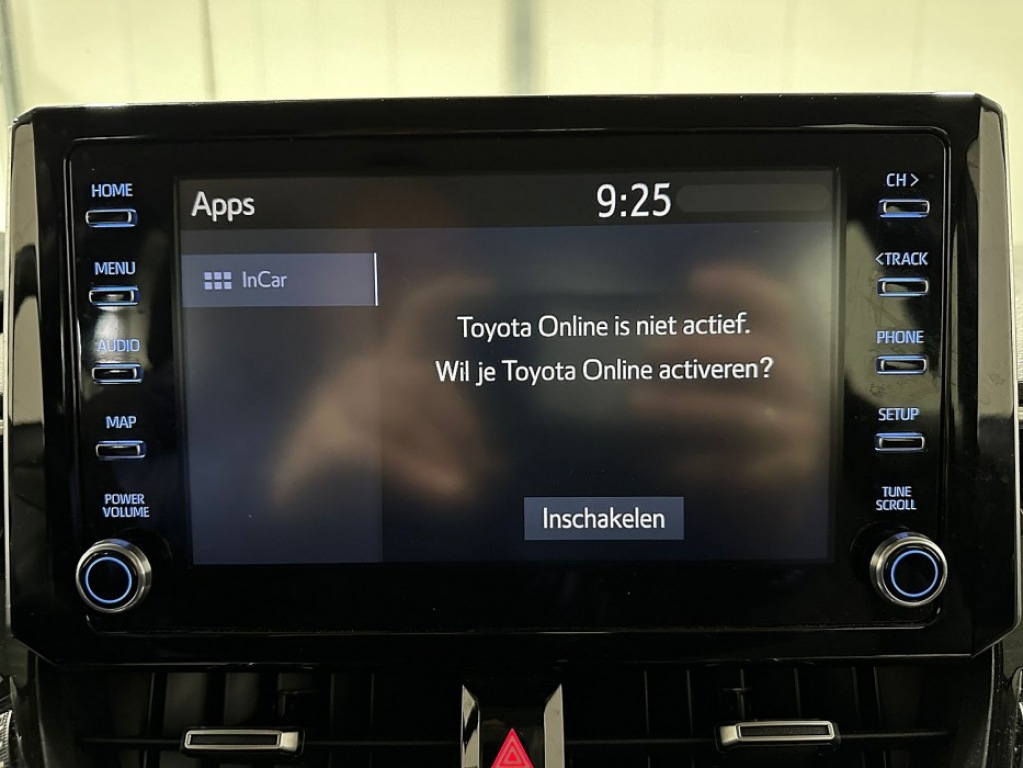 HOME
MENU
AUDIO
MAP
POWER
VOLUME
Apps
9:25
InCar
Toyota Online is niet actief.
Wil je Toyota Online activeren?
Inschakelen
CH >
<TRACK
PHONE
SETUP
TUNE
SCROLL